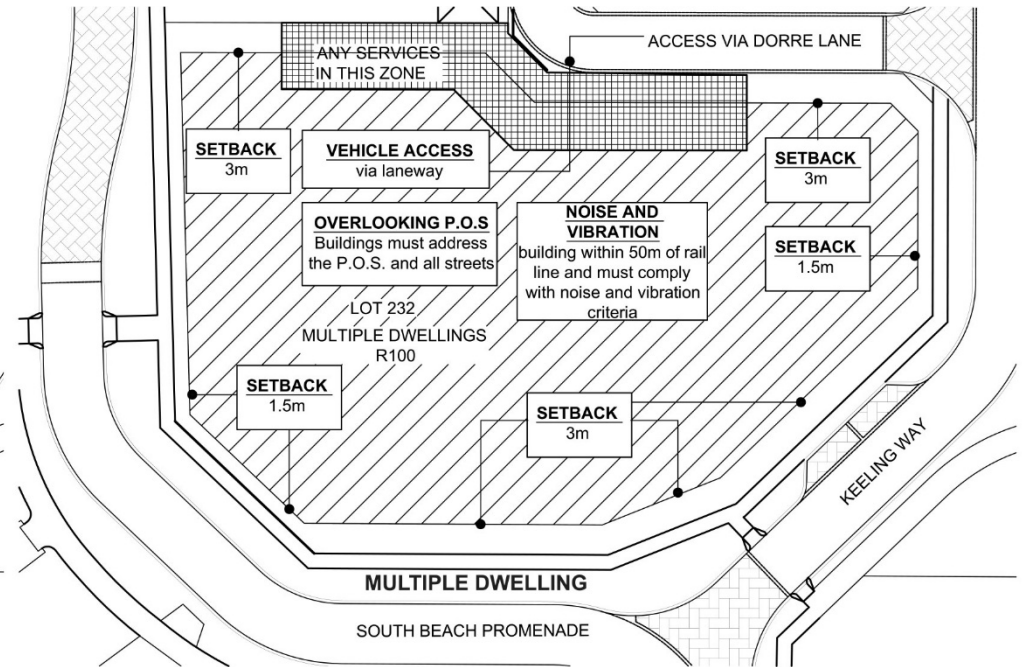 ANY SERVICES
IN THIS ZONE
ACCESS VIA DORRE LANE
SETBACK
3m
VEHICLE ACCESS
via laneway
SETBACK
3m
OVERLOOKING P.O.S
Buildings must address
the P.O.S. and all streets
NOISE AND
VIBRATION
building within 50m of rail
line and must comply
with noise and vibration
criteria
SETBACK
1.5m
LOT 232
MULTIPLE DWELLINGS
R100
SETBACK
1.5m
SETBACK
3m
KEELING WAY
MULTIPLE DWELLING
SOUTH BEACH PROMENADE